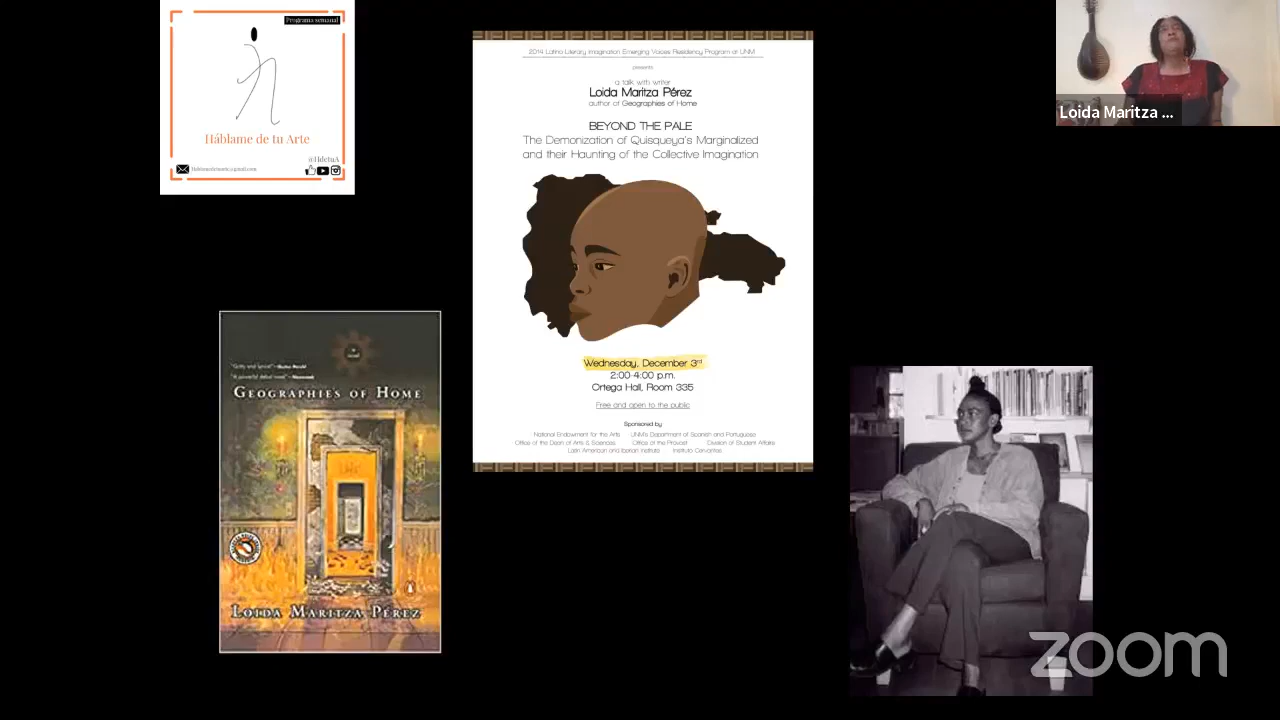 Programa semanal
Háblame de tu Arte
@HdetuA
2014 Latino Literary Imagination Emerging Voices Residency Program at UNM
presents
a talk with writer
Loida Maritza Pérez
author of Geographies of Home
BEYOND THE PALE
The Demonization of Quisqueya's Marginalized
and their Haunting of the Collective Imagination
Wednesday, December 3rd
2:00-4:00 p.m.
Ortega Hall, Room 335
Free and open to the public
Sponsored by
National Endowment for the Arts UNM's Department of Spanish and Portuguese
Office of the Dean of Arts & Sciences Office of the Provost Division of Student Affairs
Latin American and Iberian Institute Instituto Cervantes
Loida Maritza ...
a novel
"Gritty and lyrical"
"A powerful debut novel"—Newsweek
GEOGRAPHIES OF HOME
LOIDA MARITZA PÉREZ
zoom